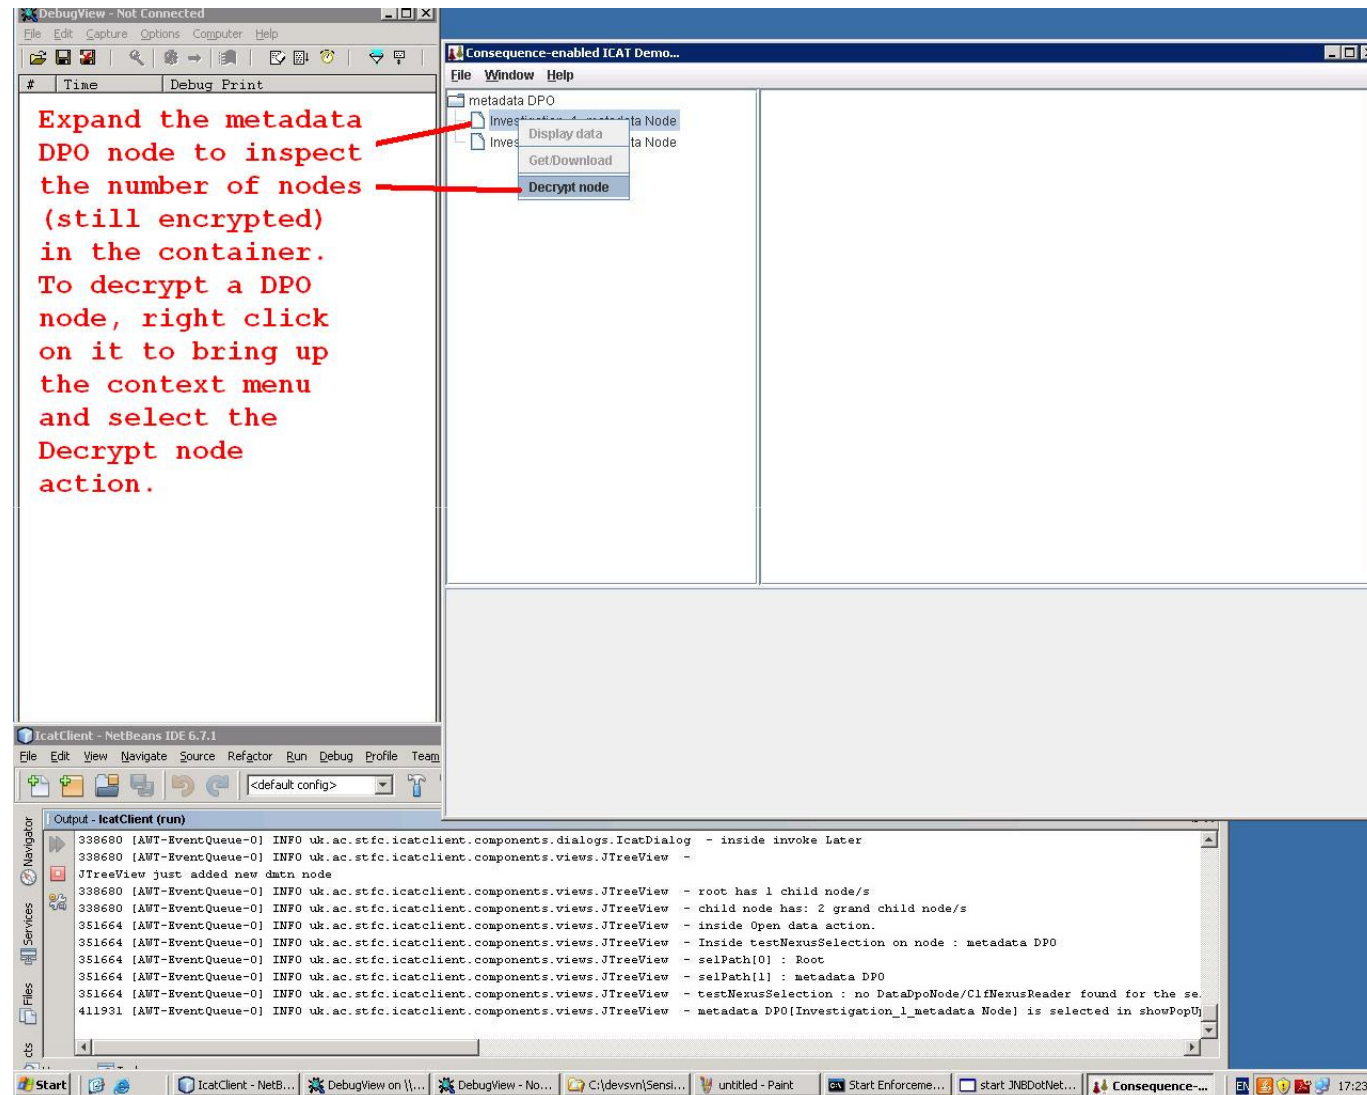 DebugView - Not Connected
File Edit Capture Options Computer Help
# Time Debug Print
Expand the metadata
DPO node to inspect
the number of nodes
(still encrypted)
in the container.
To decrypt a DPO
node, right click
on it to bring up
the context menu
and select the
Decrypt node
action.
Consequence-enabled ICAT Demo...
File Window Help
metadata DPO
Investigation_1_metadata Node
Inves ta Node
Display data
Get/Download
Decrypt node
IcatClient - NetBeans IDE 6.7.1
File Edit View Navigate Source Refactor Run Debug Profile Team
<default config>
Navigator
Services
Files
cts
Output - IcatClient (run)
338680 [AWT-EventQueue-0] INFO uk.ac.stfc.icatclient.components.dialogs.IcatDialog - inside invoke Later
338680 [AWT-EventQueue-0] INFO uk.ac.stfc.icatclient.components.views.JTreeView -
JTreeView just added new dmtn node
338680 [AWT-EventQueue-0] INFO uk.ac.stfc.icatclient.components.views.JTreeView - root has 1 child node/s
338680 [AWT-EventQueue-0] INFO uk.ac.stfc.icatclient.components.views.JTreeView - child node has: 2 grand child node/s
351664 [AWT-EventQueue-0] INFO uk.ac.stfc.icatclient.components.views.JTreeView - inside Open data action.
351664 [AWT-EventQueue-0] INFO uk.ac.stfc.icatclient.components.views.JTreeView - Inside testNexusSelection on node : metadata DPO
351664 [AWT-EventQueue-0] INFO uk.ac.stfc.icatclient.components.views.JTreeView - selPath[0] : Root
351664 [AWT-EventQueue-0] INFO uk.ac.stfc.icatclient.components.views.JTreeView - selPath[1] : metadata DPO
351664 [AWT-EventQueue-0] INFO uk.ac.stfc.icatclient.components.views.JTreeView - testNexusSelection : no DataDpoNode/ClfNexusReader found for the se
411931 [AWT-EventQueue-0] INFO uk.ac.stfc.icatclient.components.views.JTreeView - metadata DPO[Investigation_1_metadata Node] is selected in showPopU
Start IcatClient - NetB... DebugView on \\... DebugView - No... C:\devsvn\Sensi... untitled - Paint Start Enforceme... start JNBDotNet... Consequence-... EN 17:23